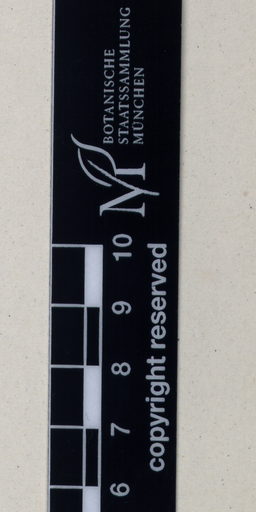 BOTANISCHE
STAATSSAMMLUNG
MÜNCHEN
M
10
9
8
7
6
copyright reserved